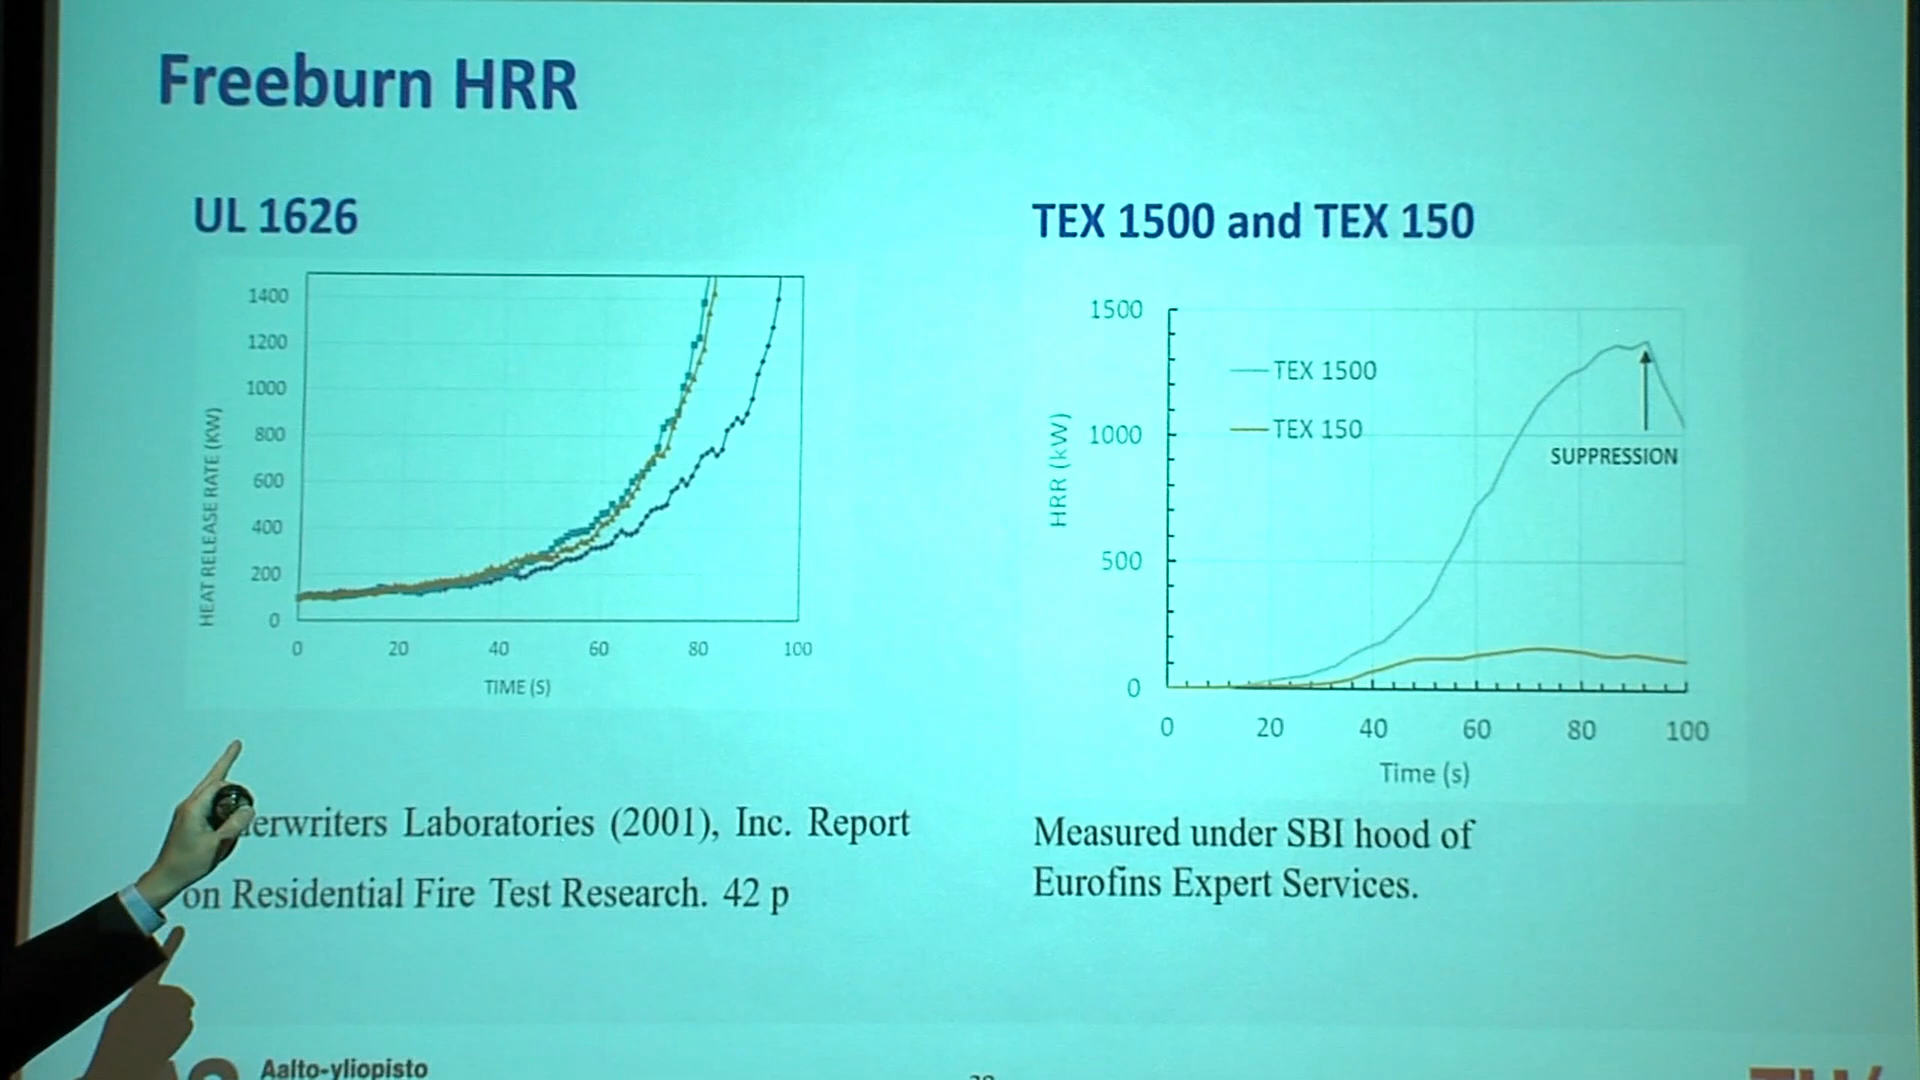 Freeburn HRR
UL 1626
1400
1200
1000
800
600
400
200
0
HEAT RELEASE RATE (KW)
0 20 40 60 80 100
TIME (S)
on Residential Fire Test Research. 42 p
Laboratories (2001), Inc. Report
TEX 1500 and TEX 150
1500
1000
500
0
HRR (kW)
TEX 1500
TEX 150
SUPPRESSION
0 20 40 60 80 100
Time (s)
Measured under SBI hood of
Eurofins Expert Services.
Aalto-yliopisto